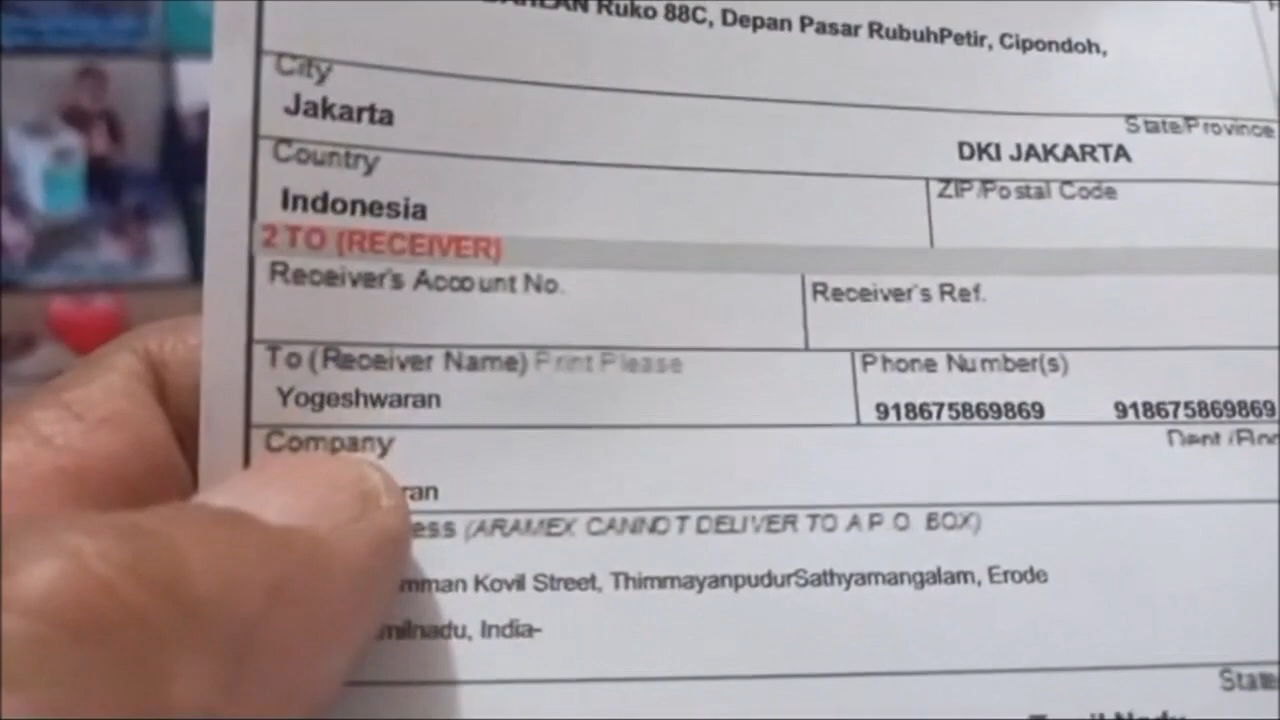 Ruko 88C, Depan Pasar RubuhPetir, Cipondoh,
City
Jakarta
State/Province
DKI JAKARTA
Country
Indonesia
ZIP/Postal Code
2 TO (RECEIVER)
Receiver's Account No.
Receiver's Ref.
To (Receiver Name) Print Please
Yogeshwaran
Phone Number(s)
918675869869 918675869869
Company
ran
ess (ARAMEX CANNOT DELIVER TO A P.O. BOX)
mman Kovil Street, ThimmayanpudurSathyamangalam, Erode
milnadu, India-
State